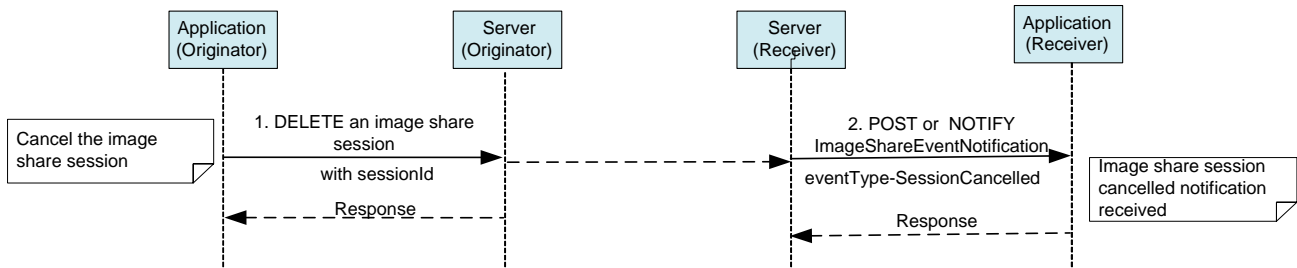 Application
(Originator)
Server
(Originator)
Server
(Receiver)
Application
(Receiver)
Cancel the image
share session
1. DELETE an image share
session
with sessionId
Response
2. POST or NOTIFY
ImageShareEventNotification
eventType-SessionCancelled
Response
Image share session
cancelled notification
received